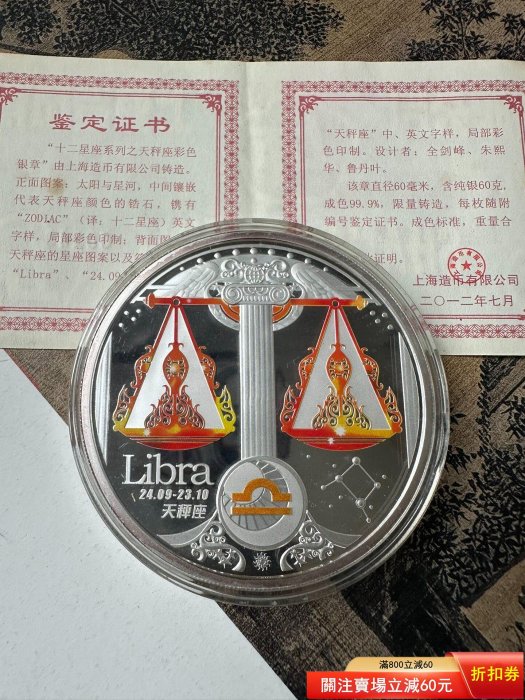 鉴定证书
“十二星座系列之天秤座彩色
银章”由上海造币有限公司铸造。
正面图案：太阳与星河，中间镶嵌
代表天秤座颜色的锆石，镌有
“ZODIAC”（译：十二星座）英文
字样，局部彩色印制；背面图
天秤座的星座图案以及
“Libra”、“24.09
“天秤座”中、英文字样，局部彩
色印制。设计者：全剑峰、朱熙
华、鲁丹叶。
该章直径60毫米，含纯银60克，
成色99.9%，限量铸造，每枚随附
编号鉴定证书。成色标准，重量合
证明。
上海造币有限公司
二〇一二年七月
Libra
24.09-23.10
天秤座
滿800立減60
關注賣場立減60元
折扣券